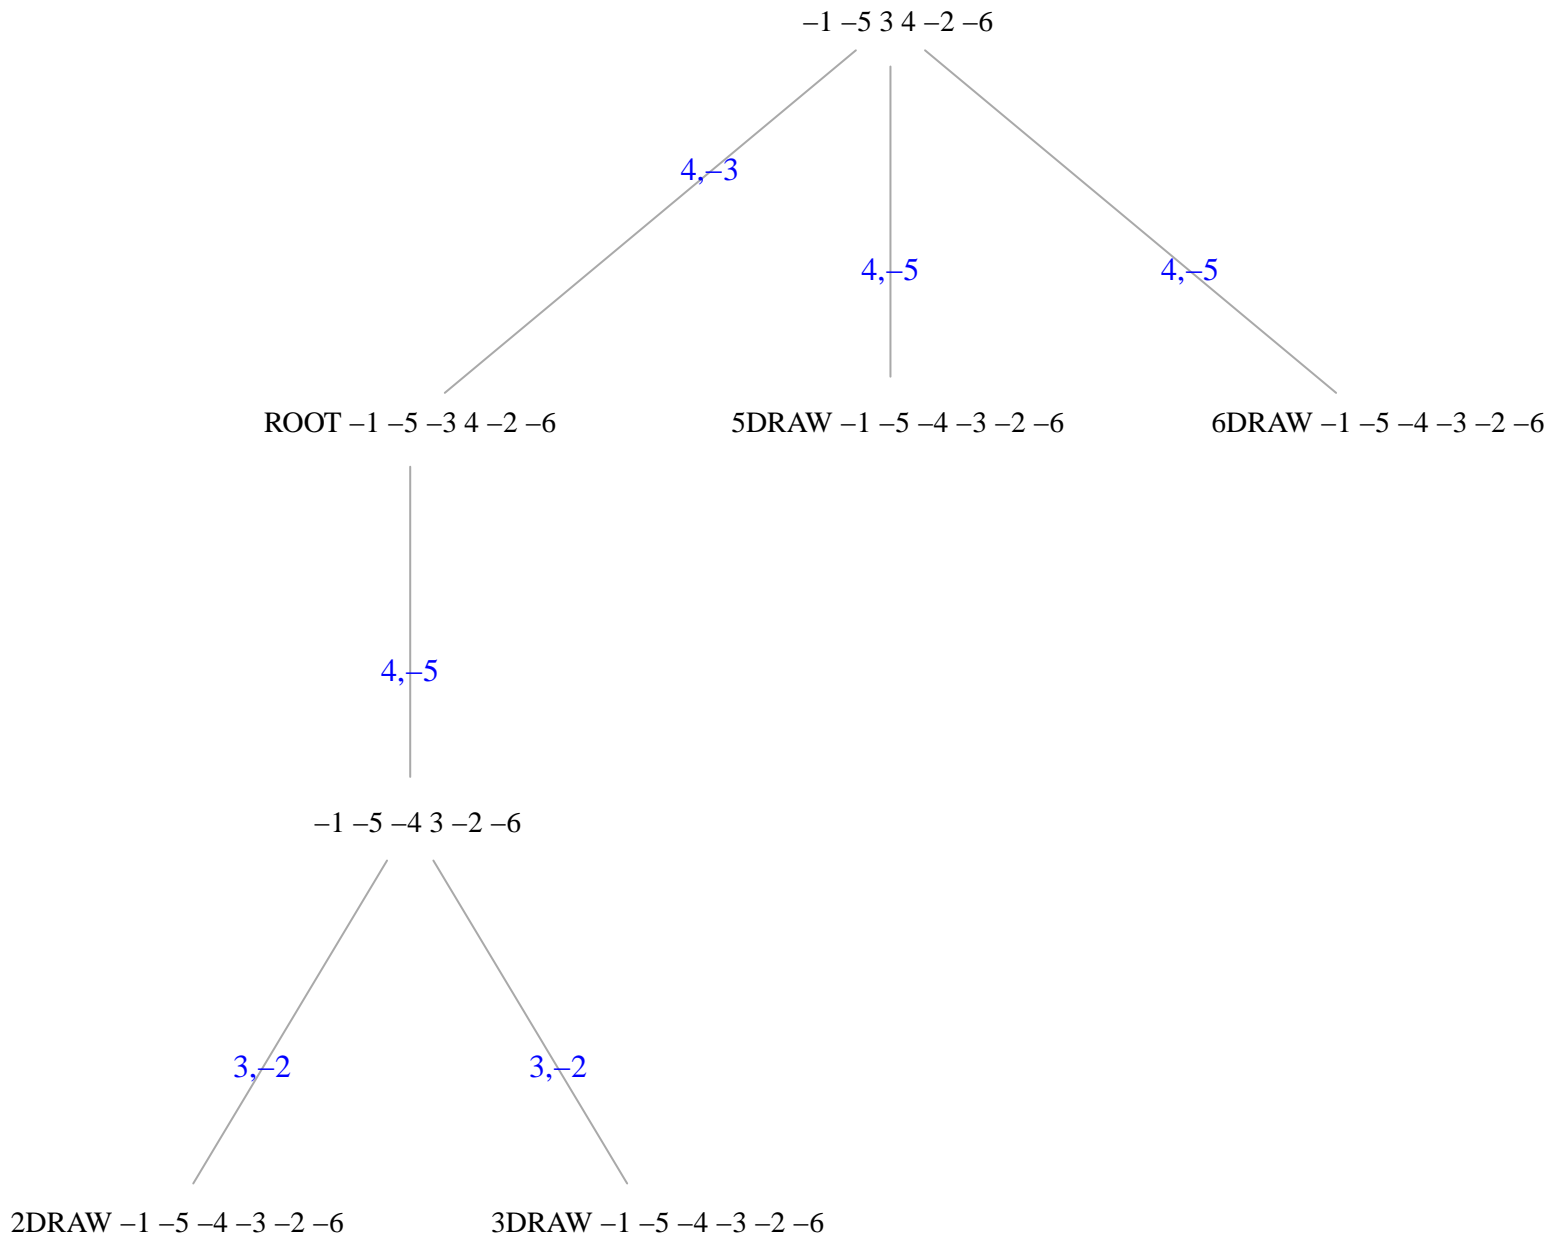 –1 –5 3 4 –2 –6
4,–3
4,–5
4,–5
ROOT –1 –5 –3 4 –2 –6
5DRAW –1 –5 –4 –3 –2 –6
6DRAW –1 –5 –4 –3 –2 –6
4,–5
–1 –5 –4 3 –2 –6
3,–2
3,–2
2DRAW –1 –5 –4 –3 –2 –6
3DRAW –1 –5 –4 –3 –2 –6